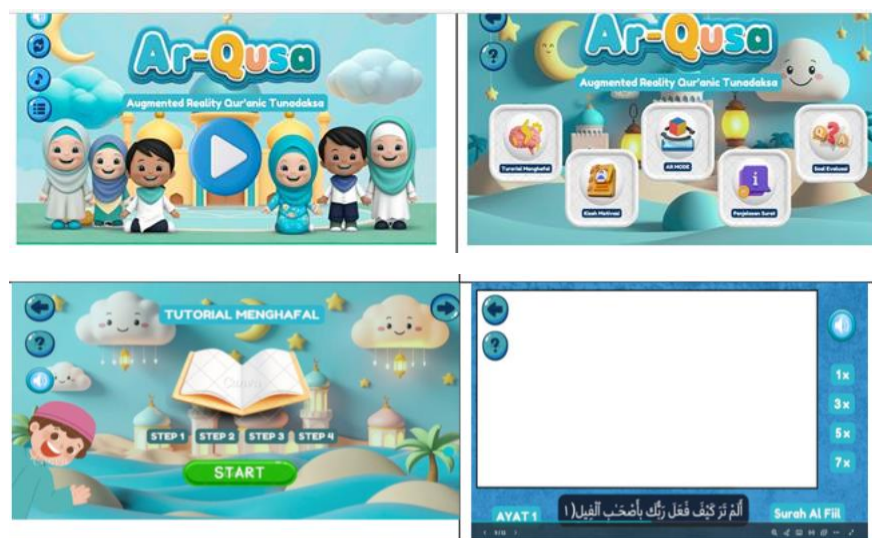 Ar-Qusa
Augmented Reality Qur'anic Tunadaksa
Ar-Qusa
Augmented Reality Qur'anic Tunadaksa
Tutorial Menghafal
AR MODE
Soal Evaluasi
Kisah Motivasi
Penjelasan Surat
TUTORIAL MENGHAFAL
STEP 1 STEP 2 STEP 3 STEP 4
START
1x
3x
5x
7x
أَلَمْ تَرَ كَيْفَ فَعَلَ رَبُّكَ بِأَصْحَٰبِ ٱلْفِيلِ(١
AYAT 1
Surah Al Fiil